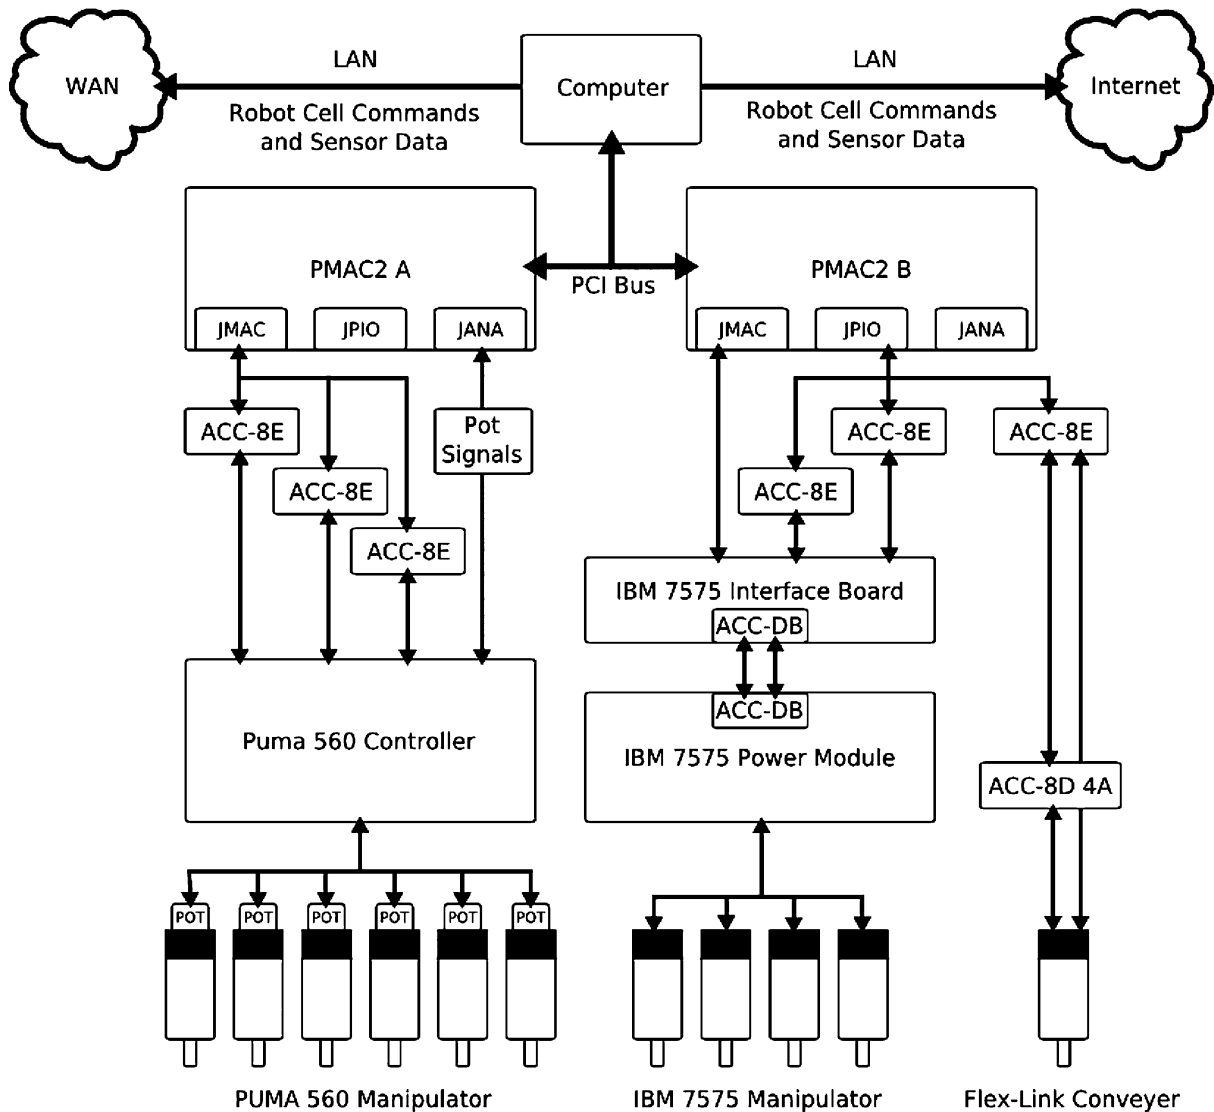 WAN
LAN
Robot Cell Commands
and Sensor Data
Computer
LAN
Robot Cell Commands
and Sensor Data
Internet
PMAC2 A
JMAC
JPIO
JANA
PCI Bus
PMAC2 B
JMAC
JPIO
JANA
ACC-8E
ACC-8E
ACC-8E
Pot
Signals
ACC-8E
ACC-8E
ACC-8E
IBM 7575 Interface Board
ACC-DB
ACC-DB
IBM 7575 Power Module
Puma 560 Controller
ACC-8D 4A
POT
POT
POT
POT
POT
POT
PUMA 560 Manipulator
IBM 7575 Manipulator
Flex-Link Conveyer